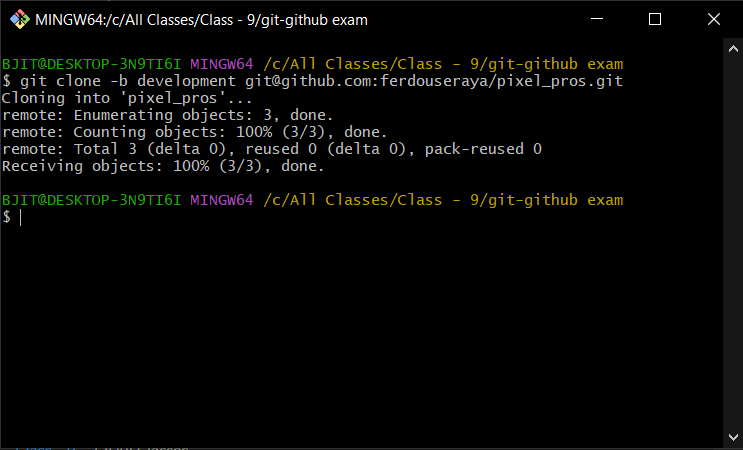 MINGW64:/c/All Classes/Class - 9/git-github exam
BJIT@DESKTOP-3N9TI6I MINGW64 /c/All Classes/Class - 9/git-github exam
$ git clone -b development git@github.com:ferdouseraya/pixel_pros.git
Cloning into 'pixel_pros'...
remote: Enumerating objects: 3, done.
remote: Counting objects: 100% (3/3), done.
remote: Total 3 (delta 0), reused 0 (delta 0), pack-reused 0
Receiving objects: 100% (3/3), done.
BJIT@DESKTOP-3N9TI6I MINGW64 /c/All Classes/Class - 9/git-github exam
$